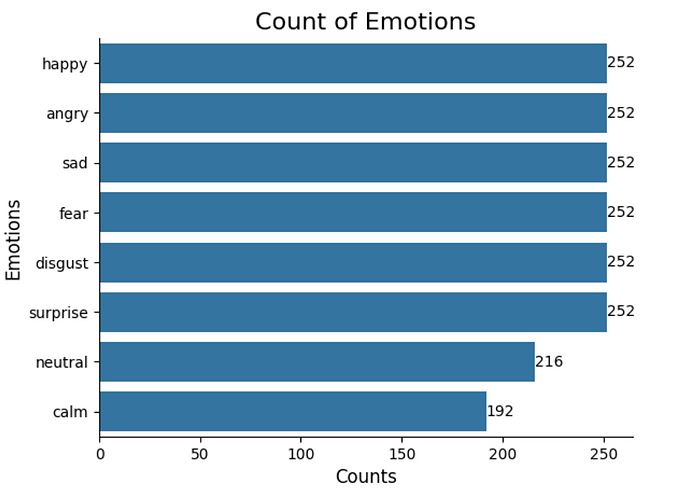 Count of Emotions
happy 252
angry 252
sad 252
fear 252
disgust 252
surprise 252
neutral 216
calm 192
Emotions
0 50 100 150 200 250
Counts